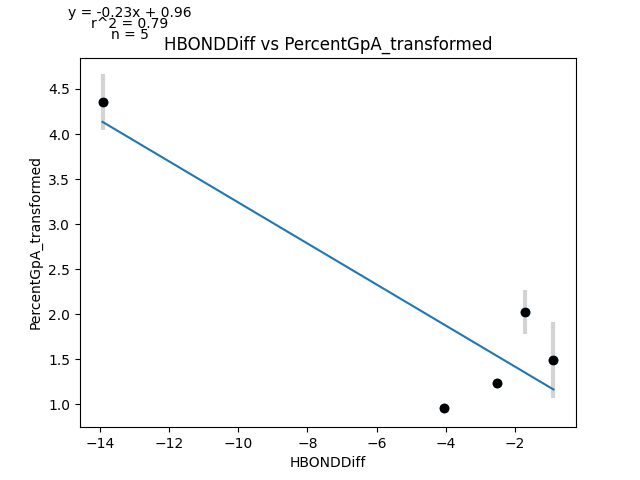 y = -0.23x + 0.96
r^2 = 0.79
n = 5
HBONDDiff vs PercentGpA_transformed
PercentGpA_transformed
4.5
4.0
3.5
3.0
2.5
2.0
1.5
1.0
−14 −12 −10 −8 −6 −4 −2
HBONDDiff